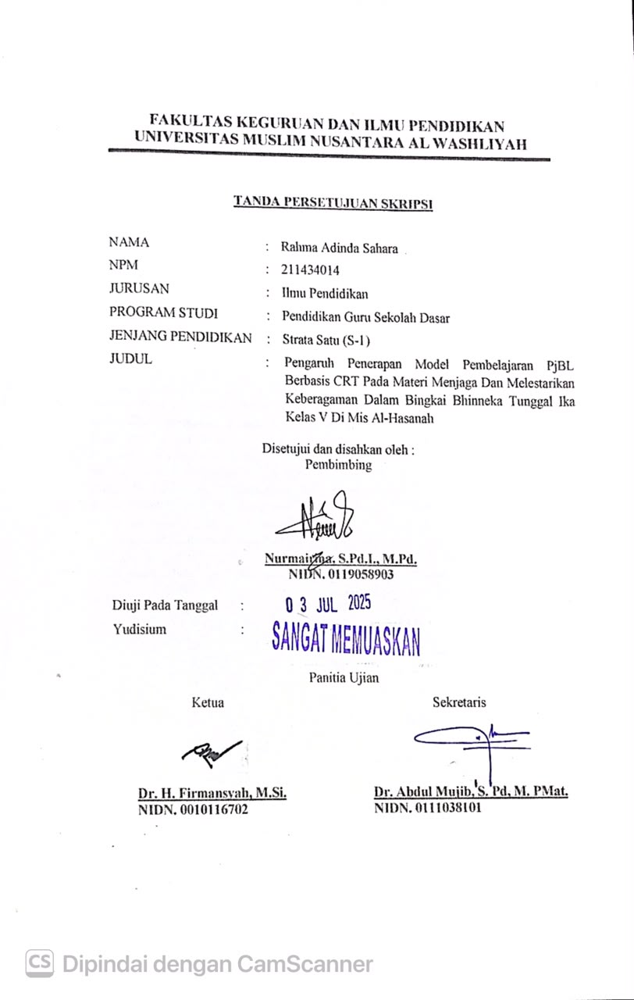 FAKULTAS KEGURUAN DAN ILMU PENDIDIKAN
UNIVERSITAS MUSLIM NUSANTARA AL WASHLIYAH
TANDA PERSETUJUAN SKRIPSI
NAMA : Rahma Adinda Sahara
NPM : 211434014
JURUSAN : Ilmu Pendidikan
PROGRAM STUDI : Pendidikan Guru Sekolah Dasar
JENJANG PENDIDIKAN : Strata Satu (S-1)
JUDUL : Pengaruh Penerapan Model Pembelajaran PjBL
Berbasis CRT Pada Materi Menjaga Dan Melestarikan
Keberagaman Dalam Bingkai Bhinneka Tunggal Ika
Kelas V Di Mis Al-Hasanah
Disetujui dan disahkan oleh :
Pembimbing
Nurmairina, S.Pd.I., M.Pd.
NIDN. 0119058903
Diuji Pada Tanggal : 03 JUL 2025
Yudisium : SANGAT MEMUASKAN
Panitia Ujian
Ketua Sekretaris
Dr. H. Firmansyah, M.Si. Dr. Abdul Mujib, S. Pd, M. PMat.
NIDN. 0010116702 NIDN. 0111038101
CS Dipindai dengan CamScanner